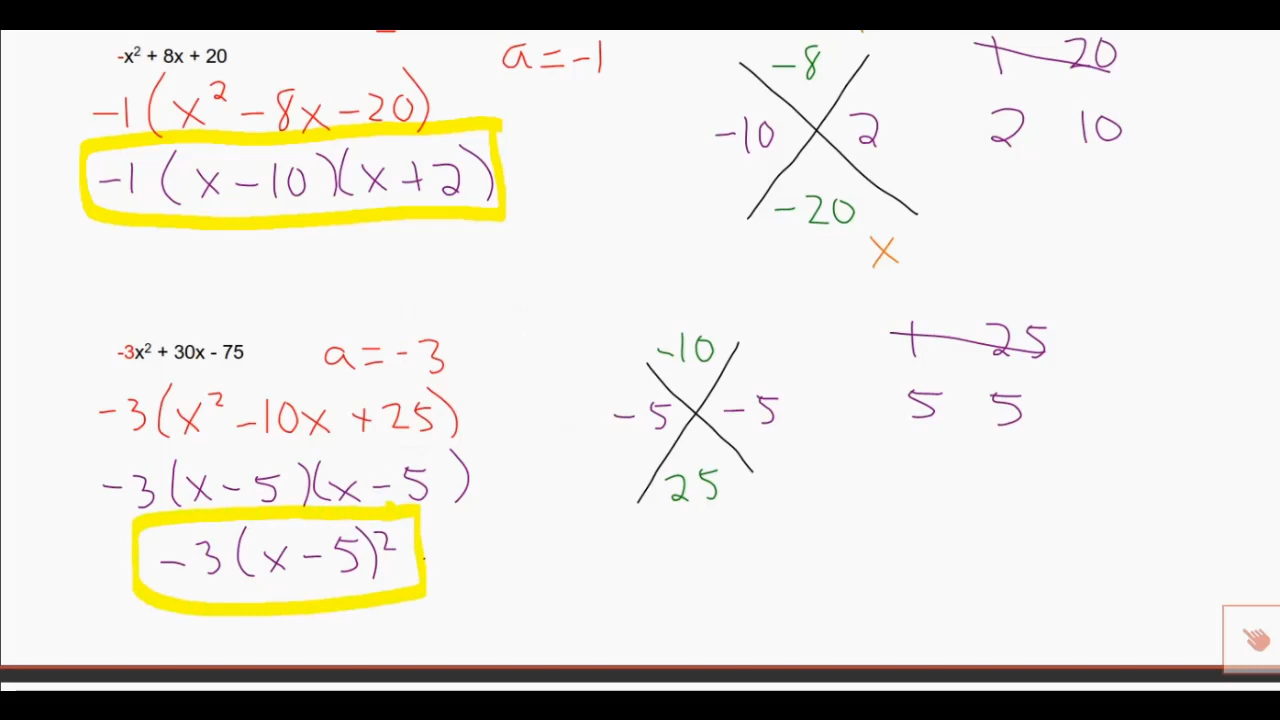 -x² + 8x + 20
a = -1
-1(x² - 8x - 20)
-1(x - 10)(x + 2)
-8
-10 2
-20
x
1 20
2 10
-3x² + 30x - 75
a = -3
-3(x² - 10x + 25)
-3(x - 5)(x - 5)
-3(x - 5)²
-10
-5 -5
25
1 25
5 5